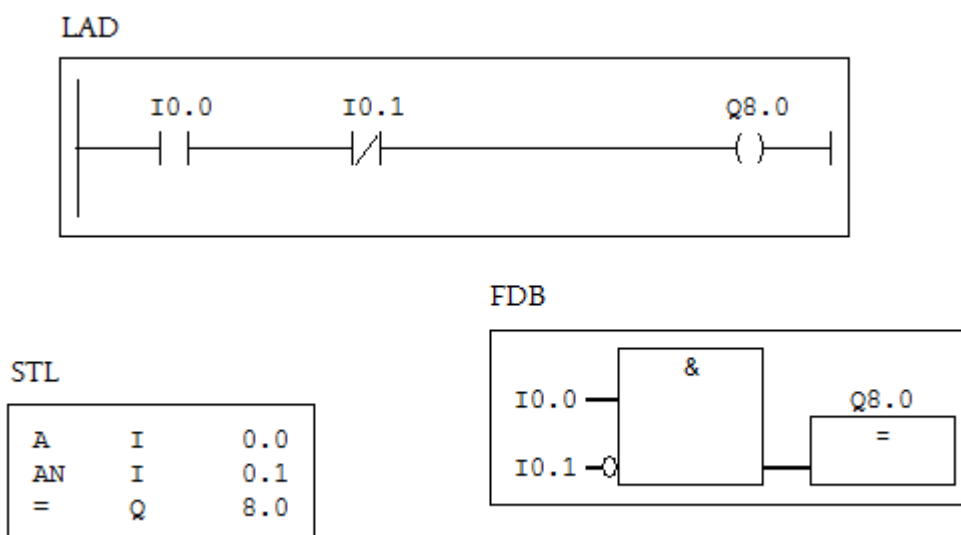 LAD
I0.0 I0.1 Q8.0
FDB
STL
&
I0.0 Q8.0
=
I0.1
A I 0.0
AN I 0.1
= Q 8.0